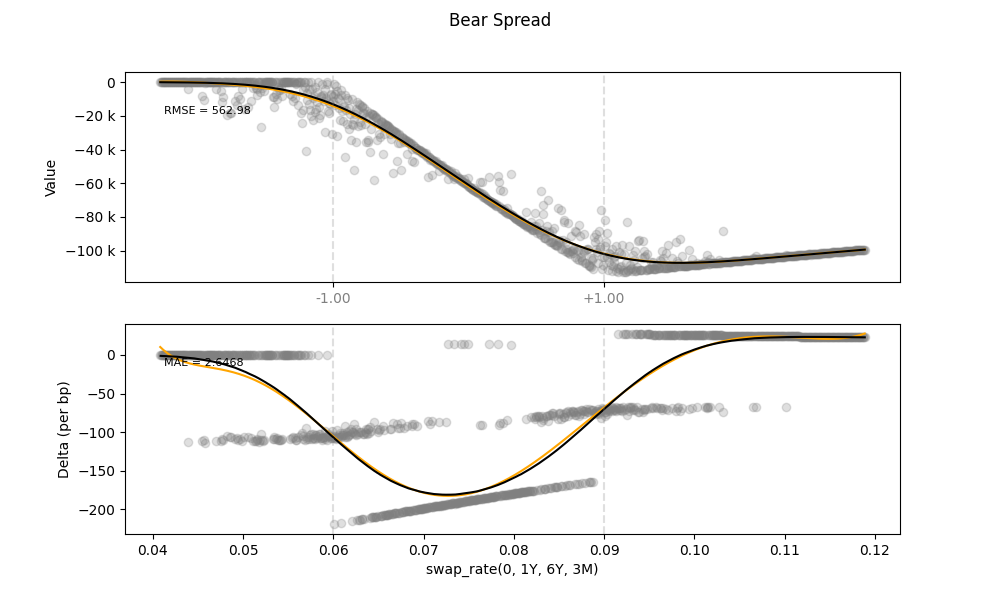 Bear Spread
0
−20 k
−40 k
−60 k
−80 k
−100 k
Value
RMSE = 562.98
-1.00
+1.00
0
−50
−100
−150
−200
Delta (per bp)
MAE = 2.6468
0.04
0.05
0.06
0.07
0.08
0.09
0.10
0.11
0.12
swap_rate(0, 1Y, 6Y, 3M)